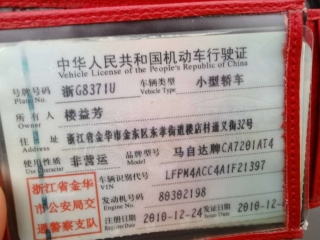 中华人民共和国机动车行驶证
Vehicle License of the People's Republic of China
号牌号码 浙G8371U 车辆类型 小型轿车
Plate No. Vehicle Type
所有人 楼益芳
Owner
住址 浙江省金华市金东区东孝街道楼店村通义街32号
Address
使用性质 非营运 品牌型号 马自达牌CA7201AT4
Use Character Model
浙江省金华 车辆识别代号 LFPM4ACC4A1F21397
VIN
市公安局交 发动机号码 80302198
Engine No.
通警察支队 注册日期 2010-12-24 发证日期 2010-12-